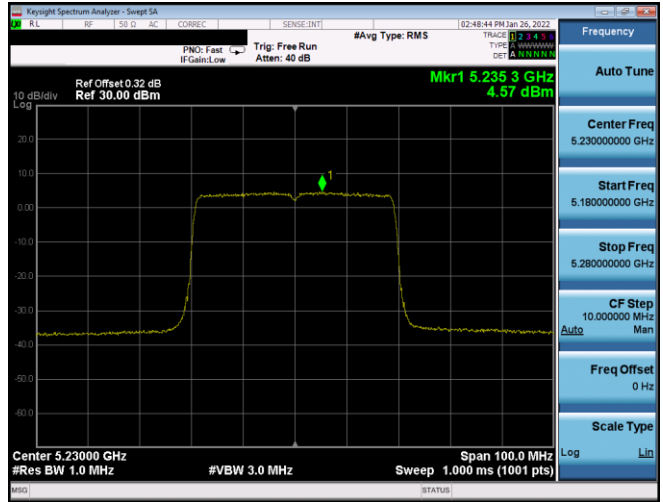 Keysight Spectrum Analyzer - Swept SA
RL RF 50 Ω AC CORREC SENSE:INT 02:48:44 PM Jan 26, 2022
#Avg Type: RMS TRACE 1 2 3 4 5 6
PNO: Fast Trig: Free Run TYPE A WWWWW
IFGain:Low Atten: 40 dB DET A N N N N N
Mkr1 5.235 3 GHz
4.57 dBm
Ref Offset 0.32 dB
10 dB/div Ref 30.00 dBm
Log
20.0
10.0
1
0.00
-10.0
-20.0
-30.0
-40.0
-50.0
-60.0
Center 5.23000 GHz Span 100.0 MHz
#Res BW 1.0 MHz #VBW 3.0 MHz Sweep 1.000 ms (1001 pts)
MSG STATUS
Frequency
Auto Tune
Center Freq
5.230000000 GHz
Start Freq
5.180000000 GHz
Stop Freq
5.280000000 GHz
CF Step
10.000000 MHz
Auto Man
Freq Offset
0 Hz
Scale Type
Log Lin